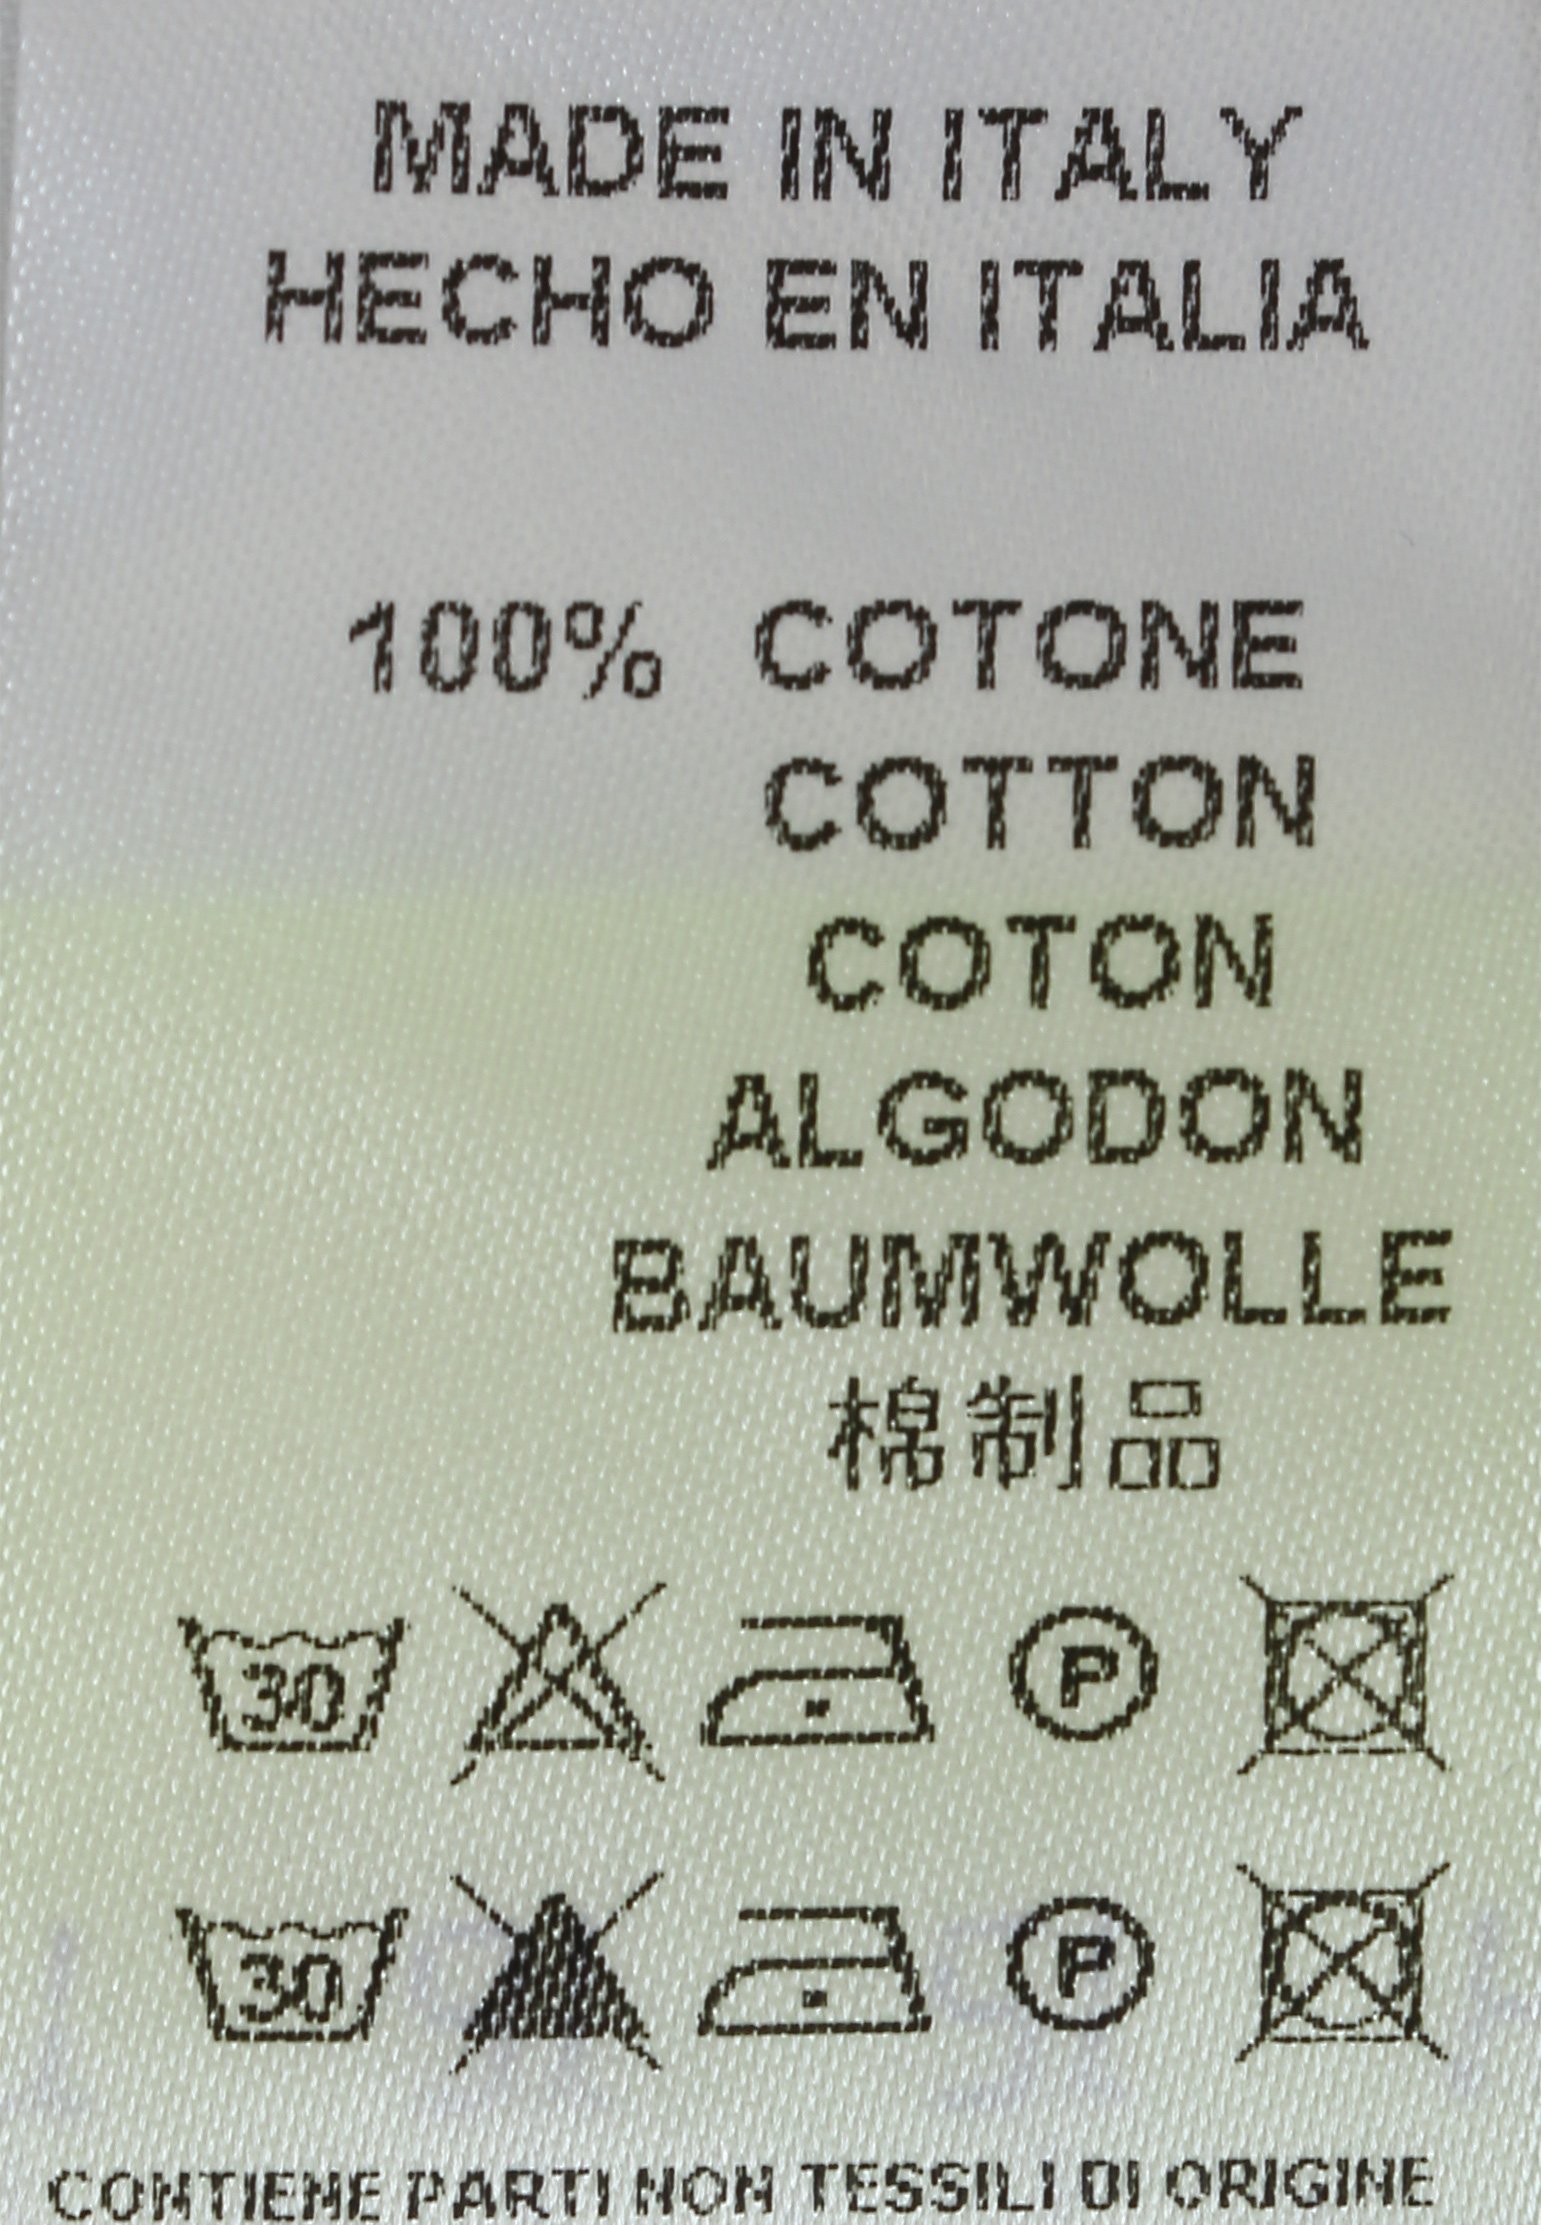 MADE IN ITALY
HECHO EN ITALIA
100% COTONE
COTTON
COTON
ALGODON
BAUMWOLLE
棉制品
30 P
30 P
CONTIENE PARTI NON TESSILI DI ORIGINE